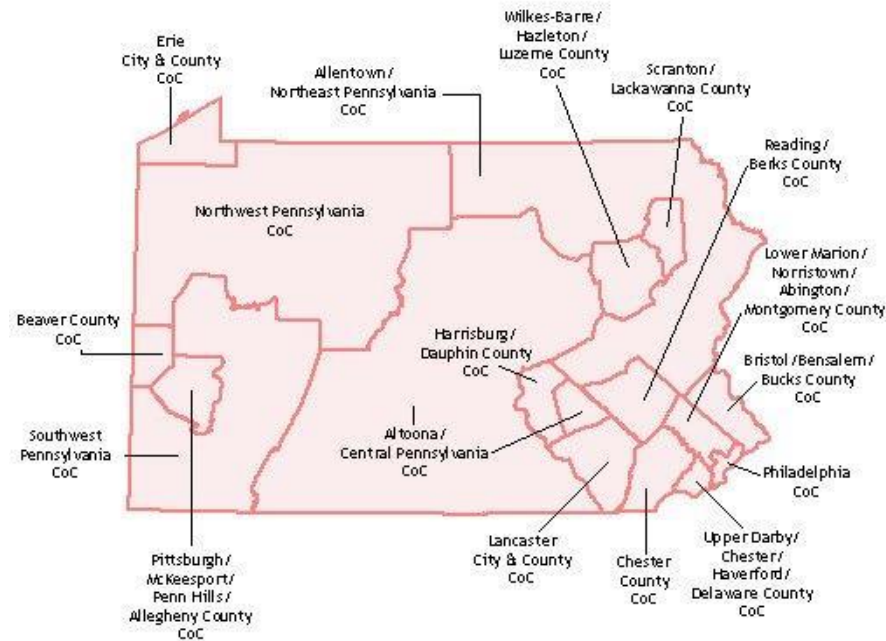 Erie
City & County
CoC
Allentown /
Northeast Pennsylvania
CoC
Wilkes-Barre /
Hazleton /
Luzerne County
CoC
Scranton /
Lackawanna County
CoC
Reading /
Berks County
CoC
Northwest Pennsylvania
CoC
Lower Marion /
Norristown /
Abington /
Montgomery County
CoC
Beaver County
CoC
Harrisburg /
Dauphin County
CoC
Bristol /Bensalem /
Bucks County
CoC
Southwest
Pennsylvania
CoC
Altoona /
Central Pennsylvania
CoC
Philadelphia
CoC
Pittsburgh /
McKeesport /
Penn Hills /
Allegheny County
CoC
Lancaster
City & County
CoC
Chester
County
CoC
Upper Darby /
Chester /
Haverford /
Delaware County
CoC